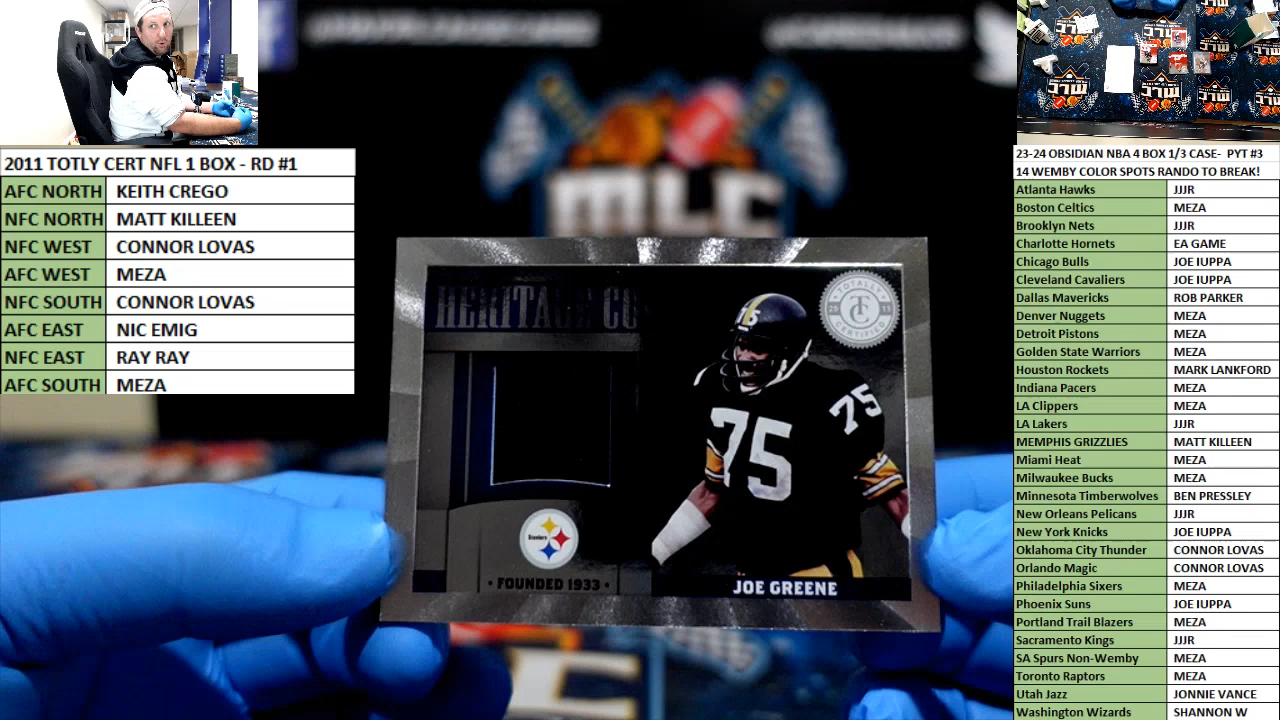 2011 TOTLY CERT NFL 1 BOX - RD #1
AFC NORTH KEITH CREGO
NFC NORTH MATT KILLEEN
NFC WEST CONNOR LOVAS
AFC WEST MEZA
NFC SOUTH CONNOR LOVAS
AFC EAST NIC EMIG
NFC EAST RAY RAY
AFC SOUTH MEZA
MLC
HERITAGE CO
TOTALLY
TC
20 11
CERTIFIED
75
75
75
Steelers
• FOUNDED 1933 •
JOE GREENE
23-24 OBSIDIAN NBA 4 BOX 1/3 CASE- PYT #3
14 WEMBY COLOR SPOTS RANDO TO BREAK!
Atlanta Hawks JJJR
Boston Celtics MEZA
Brooklyn Nets JJJR
Charlotte Hornets EA GAME
Chicago Bulls JOE IUPPA
Cleveland Cavaliers JOE IUPPA
Dallas Mavericks ROB PARKER
Denver Nuggets MEZA
Detroit Pistons MEZA
Golden State Warriors MEZA
Houston Rockets MARK LANKFORD
Indiana Pacers MEZA
LA Clippers MEZA
LA Lakers JJJR
MEMPHIS GRIZZLIES MATT KILLEEN
Miami Heat MEZA
Milwaukee Bucks MEZA
Minnesota Timberwolves BEN PRESSLEY
New Orleans Pelicans JJJR
New York Knicks JOE IUPPA
Oklahoma City Thunder CONNOR LOVAS
Orlando Magic CONNOR LOVAS
Philadelphia Sixers MEZA
Phoenix Suns JOE IUPPA
Portland Trail Blazers MEZA
Sacramento Kings JJJR
SA Spurs Non-Wemby MEZA
Toronto Raptors MEZA
Utah Jazz JONNIE VANCE
Washington Wizards SHANNON W